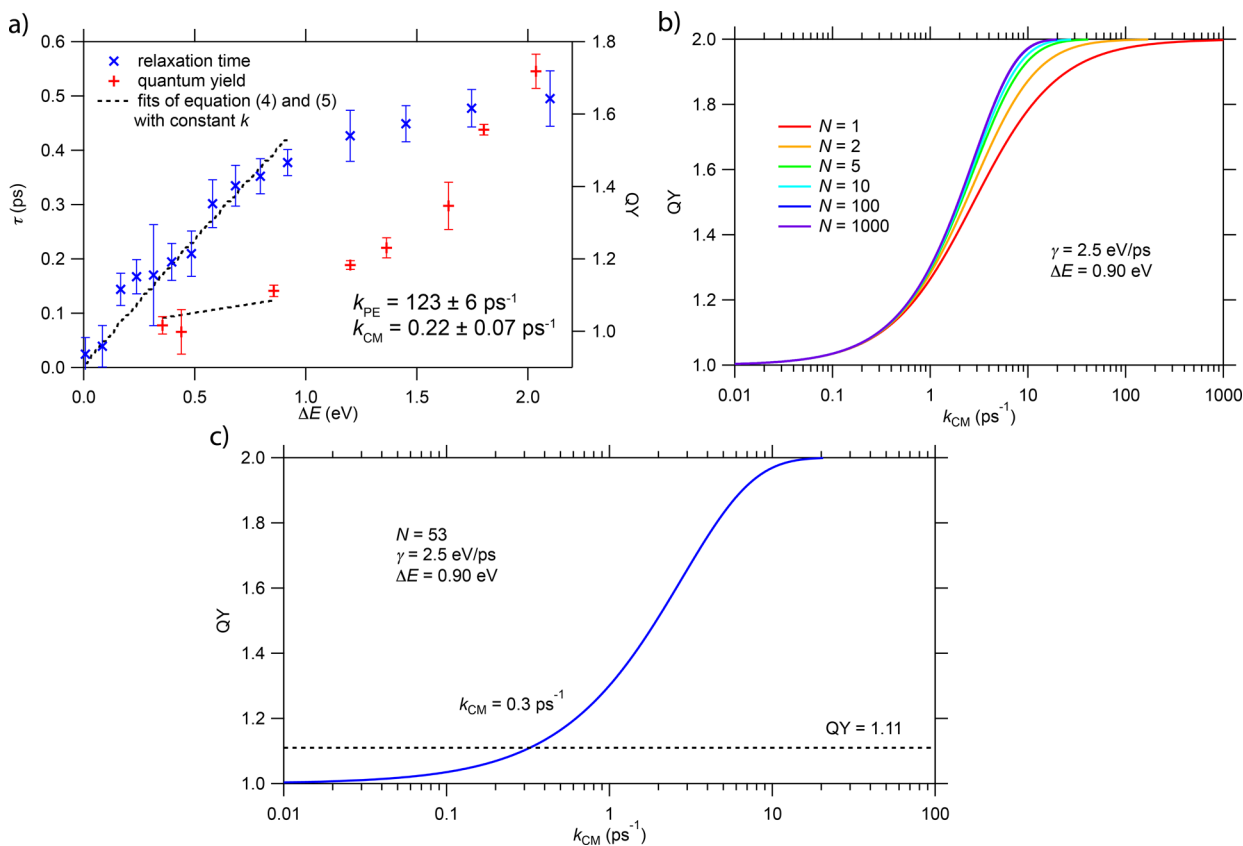 a)
0.6
0.5
0.4
0.3
0.2
0.1
0.0
τ (ps)
0.0
0.5
1.0
1.5
2.0
ΔE (eV)
1.8
1.6
1.4
1.2
1.0
QY
relaxation time
quantum yield
fits of equation (4) and (5)
with constant k
kPE = 123 ± 6 ps-1
kCM = 0.22 ± 0.07 ps-1
b)
2.0
1.8
1.6
1.4
1.2
1.0
QY
N = 1
N = 2
N = 5
N = 10
N = 100
N = 1000
γ = 2.5 eV/ps
ΔE = 0.90 eV
0.01
0.1
1
10
100
1000
kCM (ps-1)
c)
2.0
1.8
1.6
1.4
1.2
1.0
QY
N = 53
γ = 2.5 eV/ps
ΔE = 0.90 eV
kCM = 0.3 ps-1
QY = 1.11
0.01
0.1
1
10
100
kCM (ps-1)